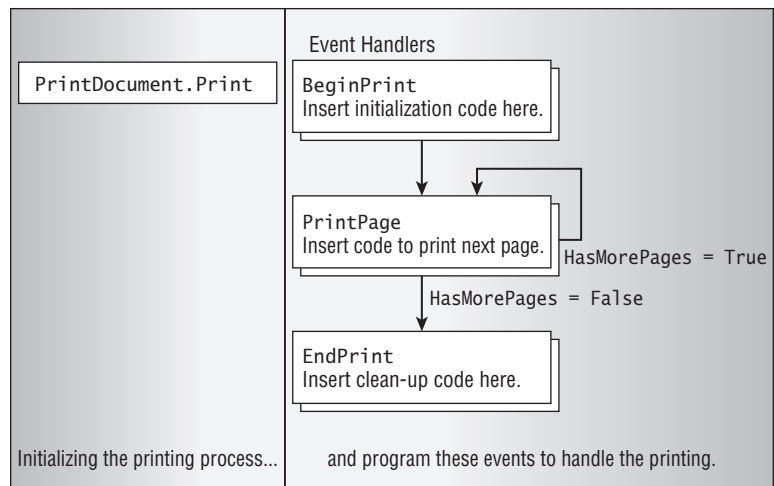 Event Handlers
PrintDocument.Print
BeginPrint
Insert initialization code here.
PrintPage
Insert code to print next page.
HasMorePages = True
HasMorePages = False
EndPrint
Insert clean-up code here.
Initializing the printing process...
and program these events to handle the printing.